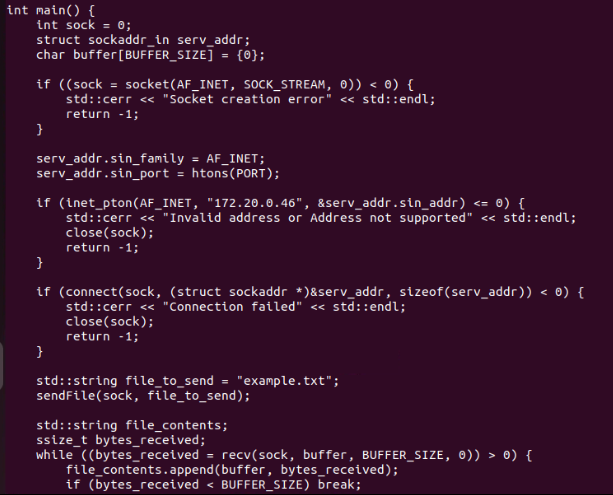 int main() {
    int sock = 0;
    struct sockaddr_in serv_addr;
    char buffer[BUFFER_SIZE] = {0};

    if ((sock = socket(AF_INET, SOCK_STREAM, 0)) < 0) {
        std::cerr << "Socket creation error" << std::endl;
        return -1;
    }

    serv_addr.sin_family = AF_INET;
    serv_addr.sin_port = htons(PORT);

    if (inet_pton(AF_INET, "172.20.0.46", &serv_addr.sin_addr) <= 0) {
        std::cerr << "Invalid address or Address not supported" << std::endl;
        close(sock);
        return -1;
    }

    if (connect(sock, (struct sockaddr *)&serv_addr, sizeof(serv_addr)) < 0) {
        std::cerr << "Connection failed" << std::endl;
        close(sock);
        return -1;
    }

    std::string file_to_send = "example.txt";
    sendFile(sock, file_to_send);

    std::string file_contents;
    ssize_t bytes_received;
    while ((bytes_received = recv(sock, buffer, BUFFER_SIZE, 0)) > 0) {
        file_contents.append(buffer, bytes_received);
        if (bytes_received < BUFFER_SIZE) break;